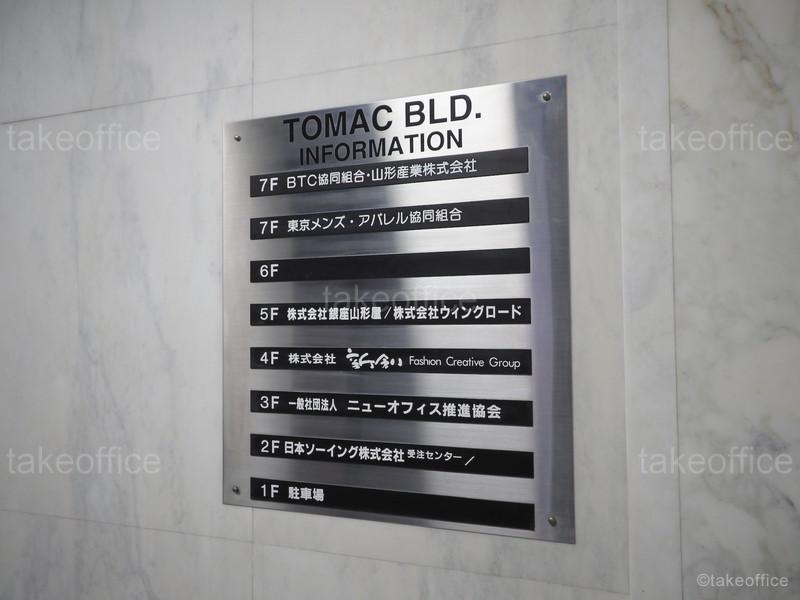 TOMAC BLD.
INFORMATION
7F BTC協同組合・山形産業株式会社
7F 東京メンズ・アパレル協同組合
6F
5F 株式会社銀座山形屋/株式会社ウィングロード
4F 株式会社 Fashion Creative Group
3F 一般社団法人 ニューオフィス推進協会
2F 日本ソーイング株式会社 受注センター/
1F 駐車場
takeoffice
takeoffice
takeoffice
takeoffice
takeoffice
©takeoffice